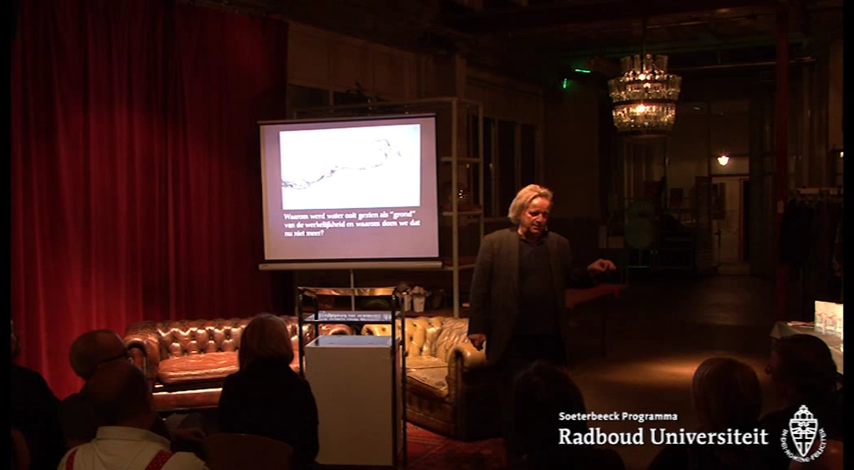 Waarom werd water ooit gezien als "grond"
van de werkelijkheid en waarom doen we dat
nu niet meer?
Soeterbeeck Programma
Radboud Universiteit